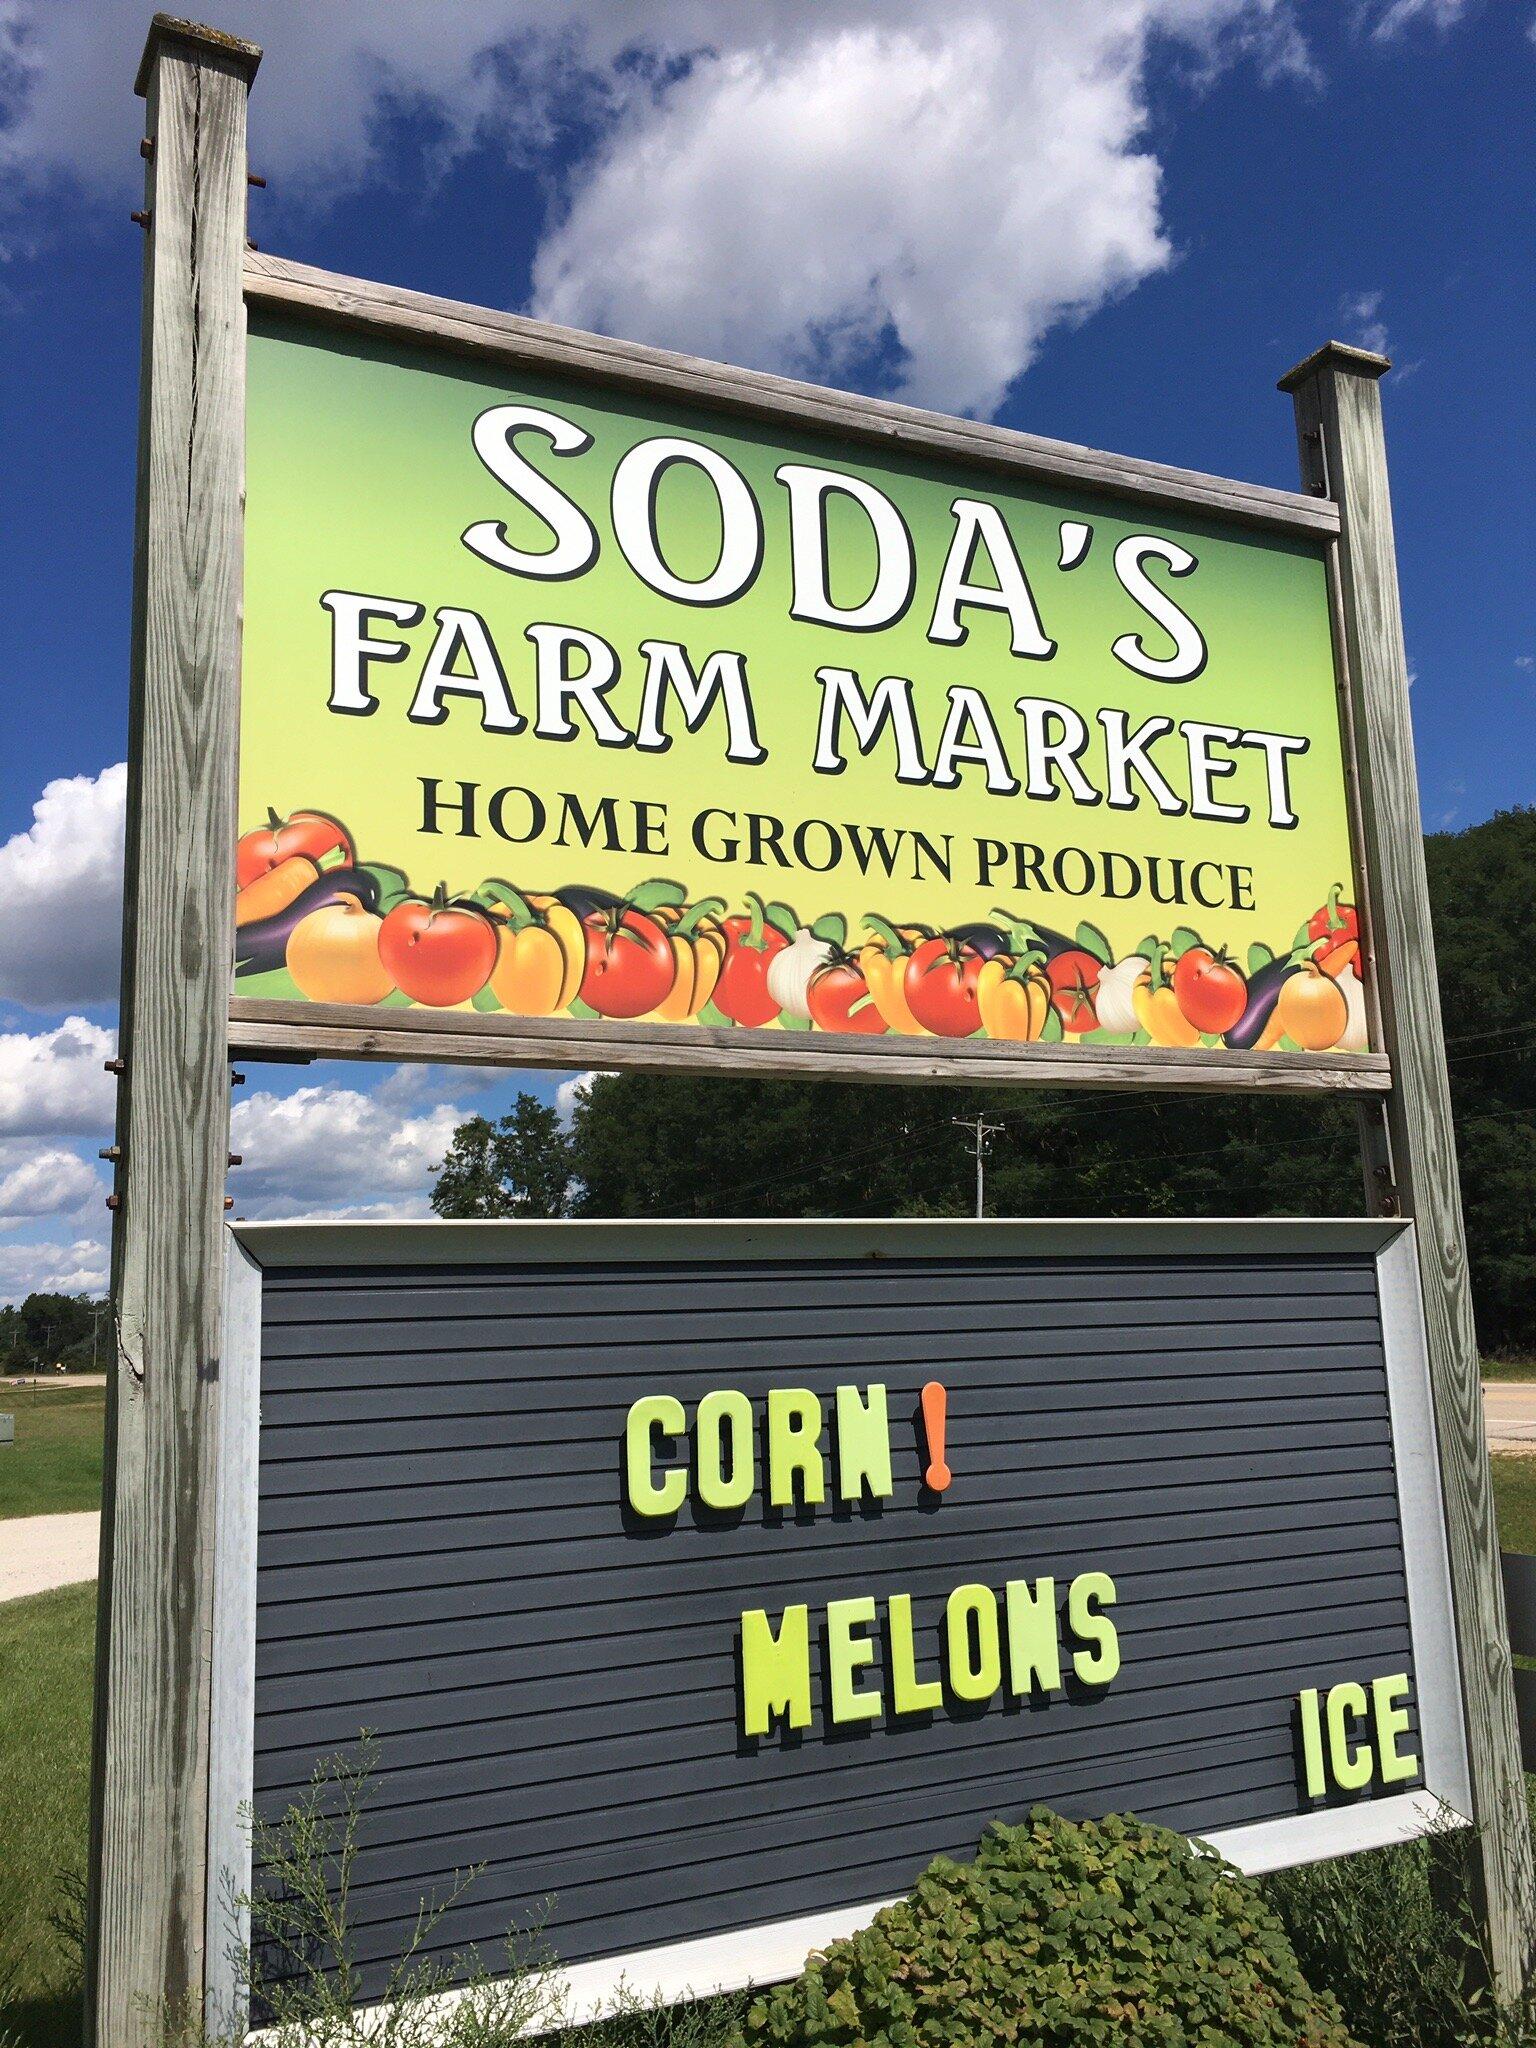 SODA'S
FARM MARKET
HOME GROWN PRODUCE
CORN!
MELONS
ICE